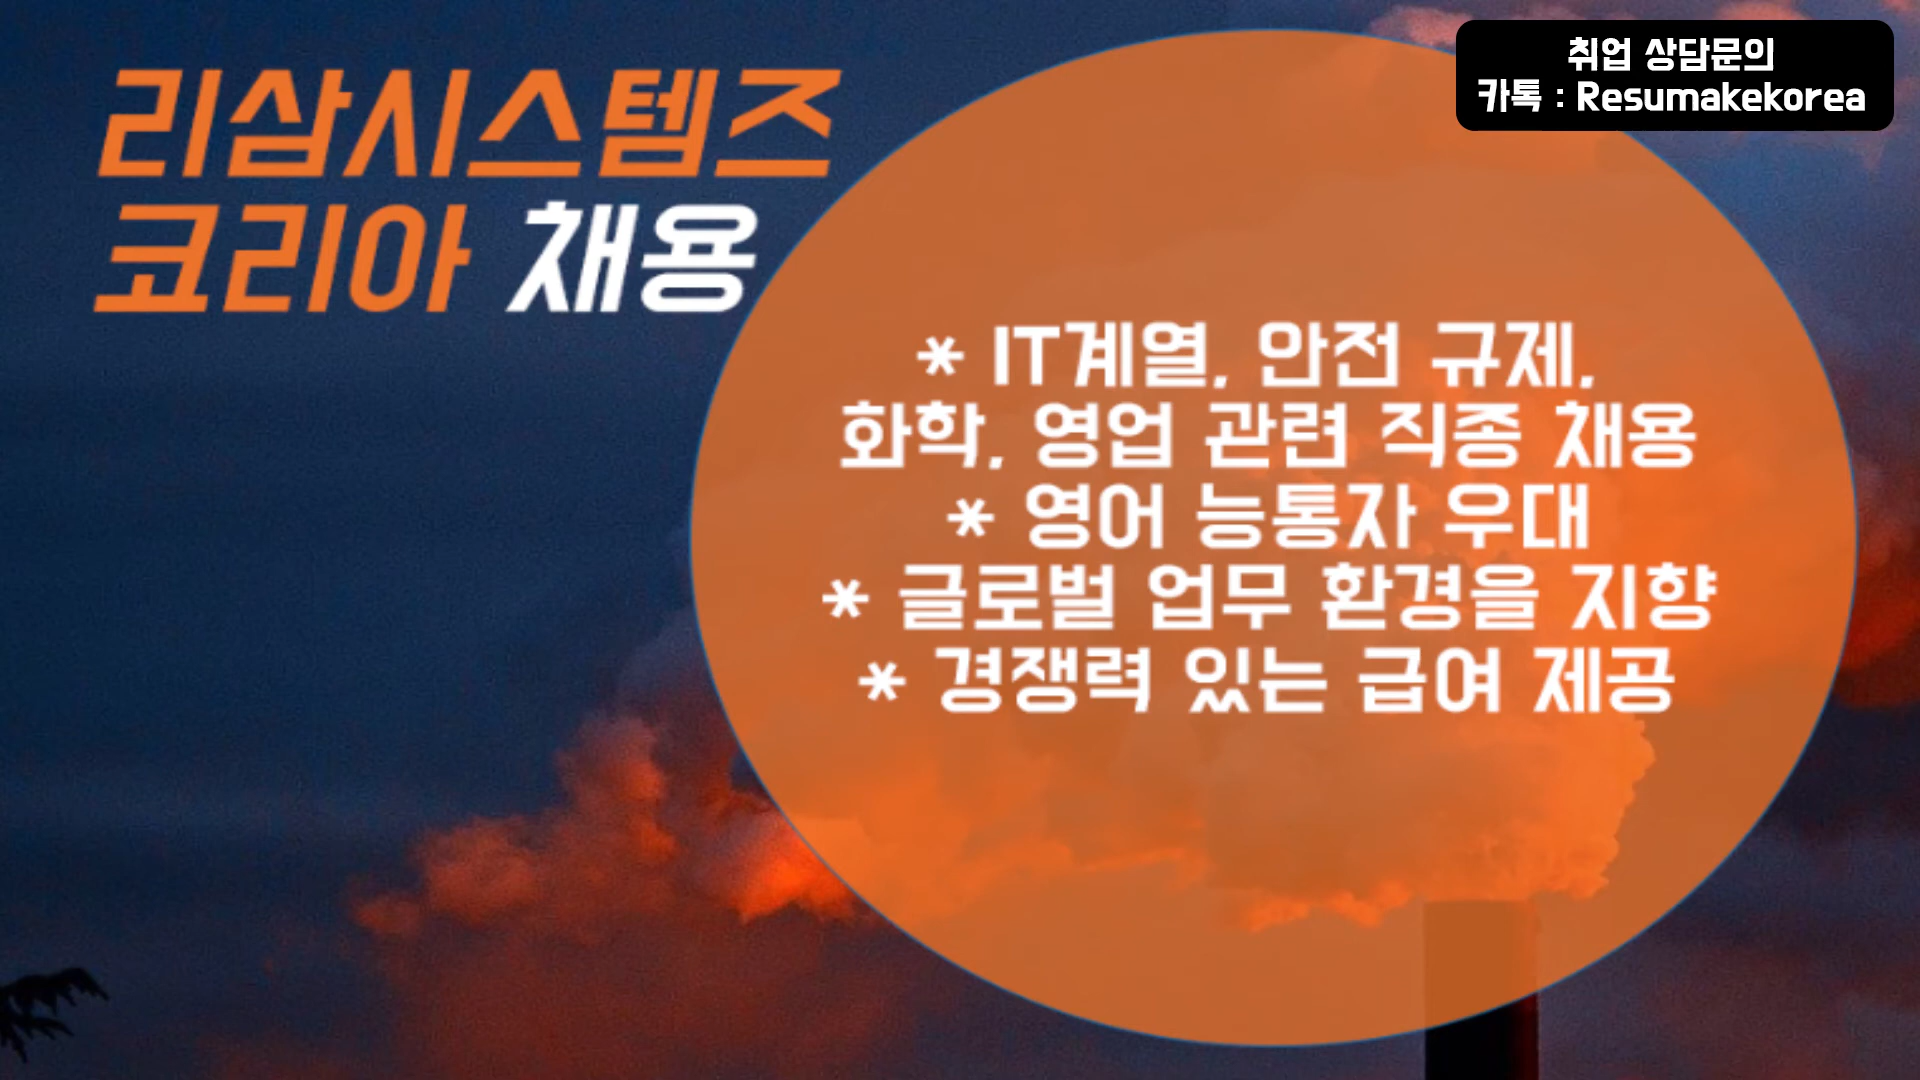 리삼시스템즈
코리아 채용
취업 상담문의
카톡 : Resumakekorea
* IT계열, 안전 규제,
화학, 영업 관련 직종 채용
* 영어 능통자 우대
* 글로벌 업무 환경을 지향
* 경쟁력 있는 급여 제공